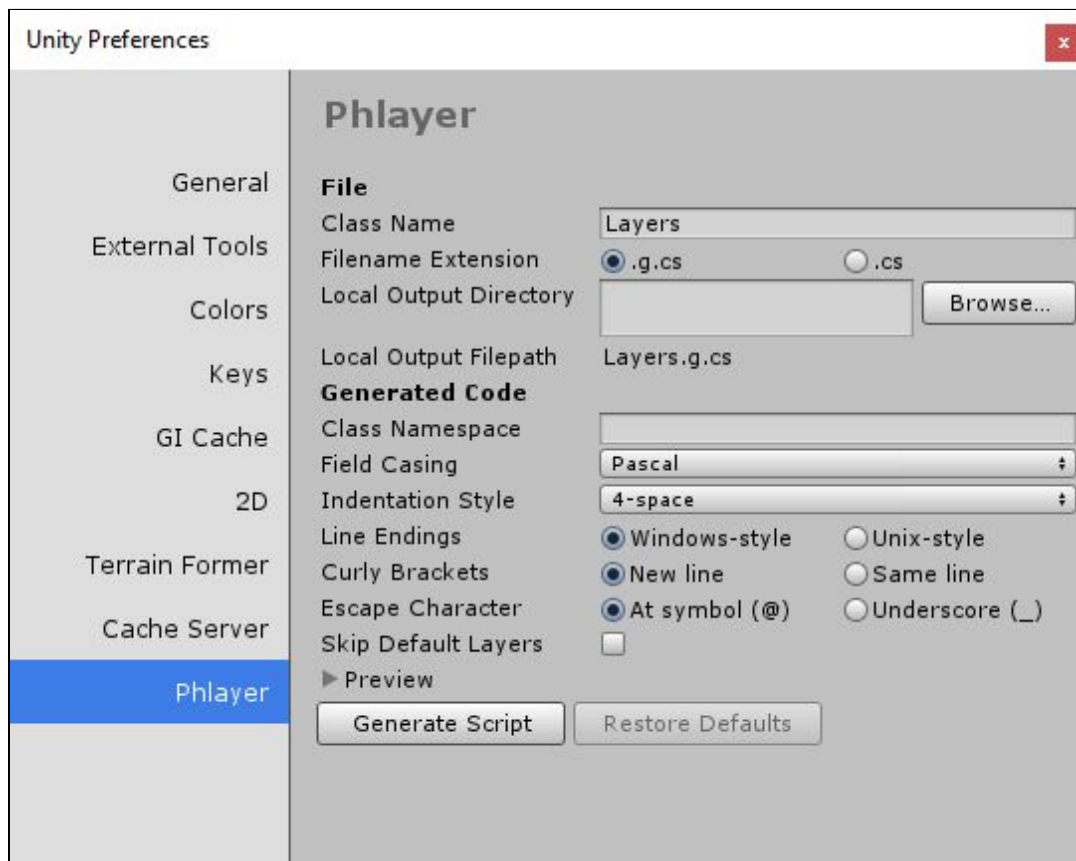 Unity Preferences
x
General
External Tools
Colors
Keys
GI Cache
2D
Terrain Former
Cache Server
Phlayer
Phlayer
File
Class Name Layers
Filename Extension .g.cs .cs
Local Output Directory Browse...
Local Output Filepath Layers.g.cs
Generated Code
Class Namespace
Field Casing Pascal
Indentation Style 4-space
Line Endings Windows-style Unix-style
Curly Brackets New line Same line
Escape Character At symbol (@) Underscore (_)
Skip Default Layers
Preview
Generate Script Restore Defaults